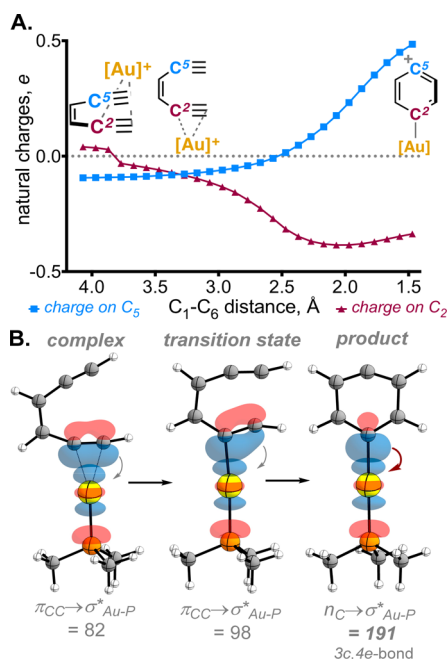 A.
natural charges, e
0.5
0.0
-0.5
[Au]+
C5
C2
C5
C2
[Au]+
+
C5
C2
[Au]
4.0 3.5 3.0 2.5 2.0 1.5
C1-C6 distance, Å
charge on C5
charge on C2
B.
complex transition state product
πCC→σ*Au-P
= 82
πCC→σ*Au-P
= 98
nC→σ*Au-P
= 191
3c,4e-bond